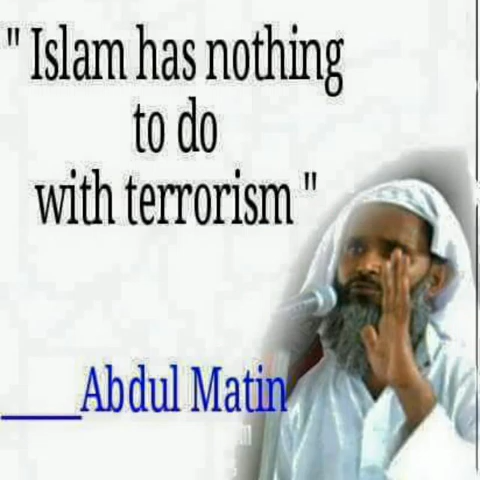 " Islam has nothing
to do
with terrorism "
____Abdul Matin